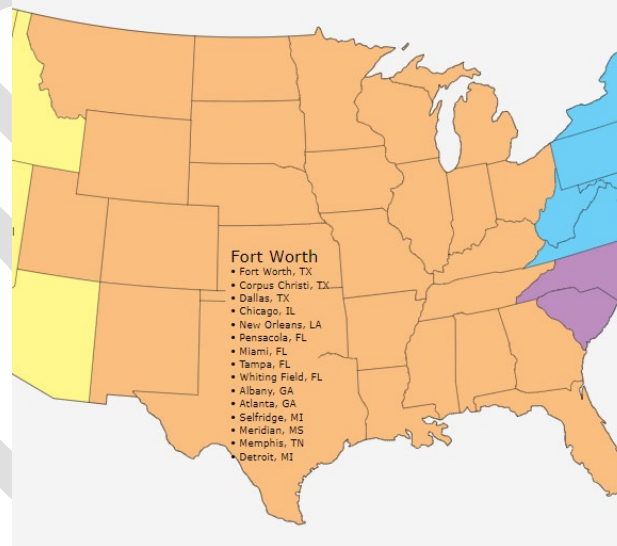 Fort Worth
• Fort Worth, TX
• Corpus Christi, TX
• Dallas, TX
• Chicago, IL
• New Orleans, LA
• Pensacola, FL
• Miami, FL
• Tampa, FL
• Whiting Field, FL
• Albany, GA
• Atlanta, GA
• Selfridge, MI
• Meridian, MS
• Memphis, TN
• Detroit, MI